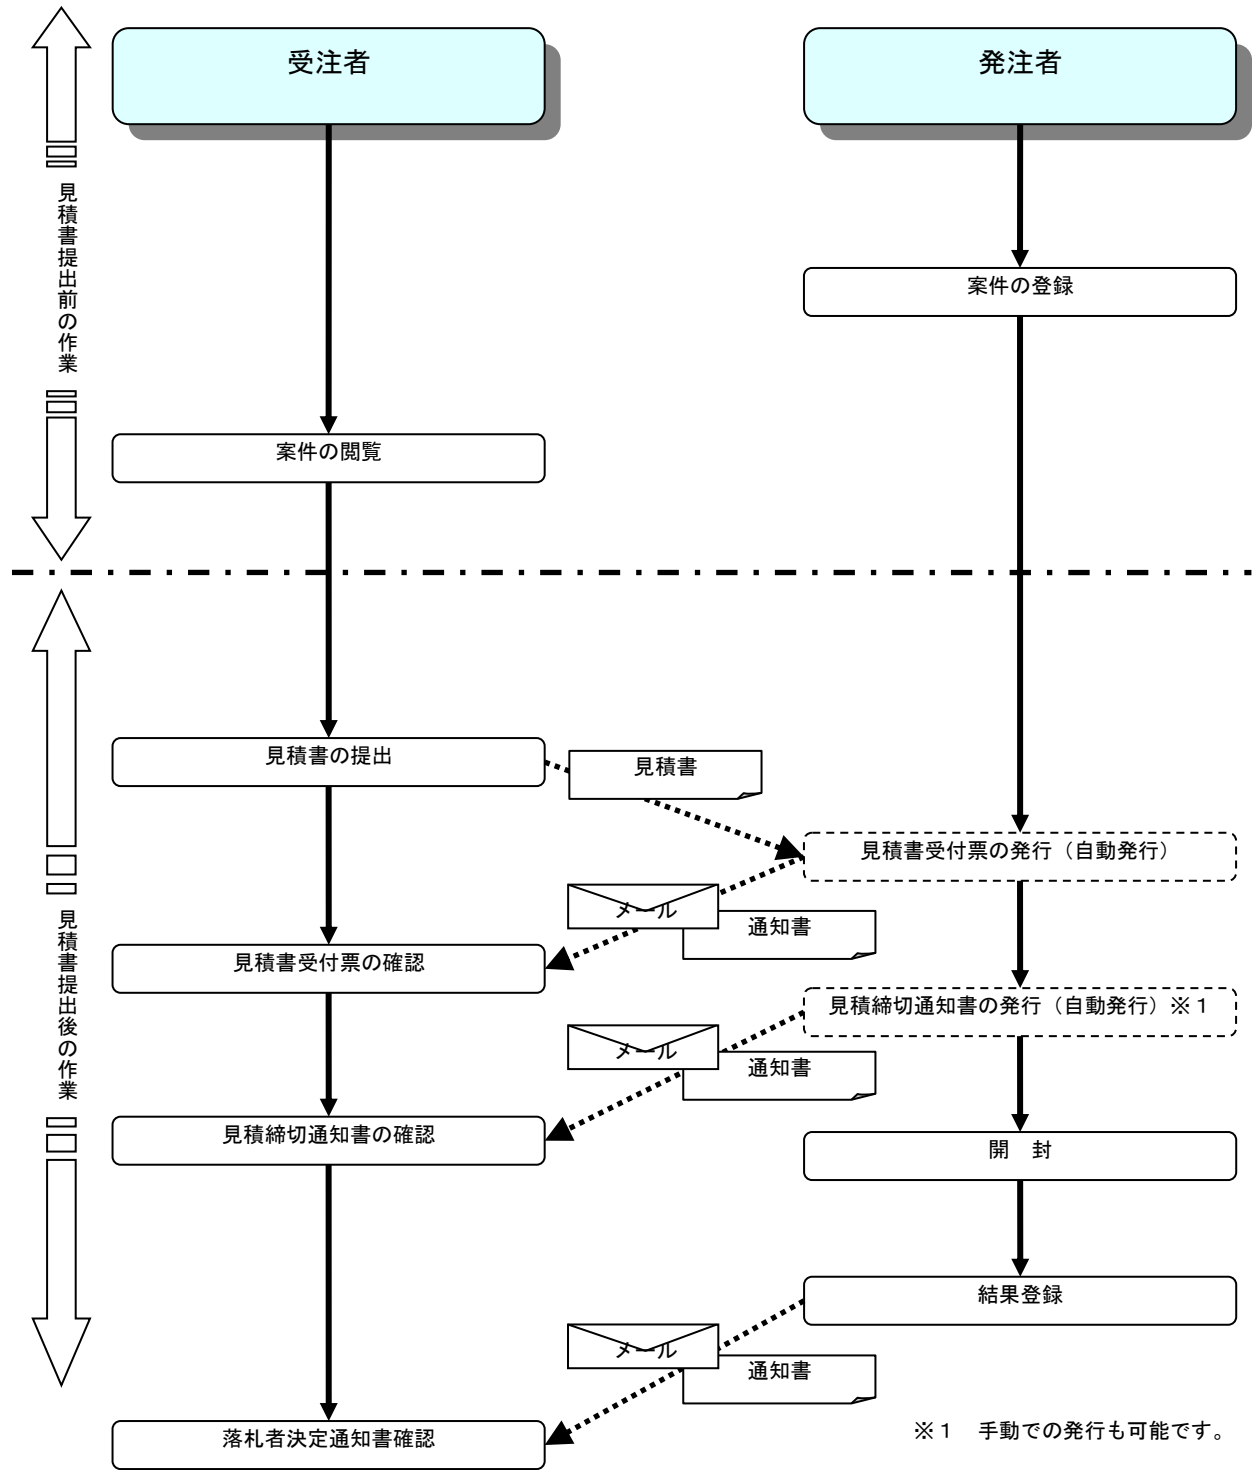 受注者
発注者
見積書提出前の作業
案件の登録
案件の閲覧
見積書提出後の作業
見積書の提出
見積書
見積書受付票の発行（自動発行）
メール
通知書
見積書受付票の確認
見積締切通知書の発行（自動発行）※１
メール
通知書
見積締切通知書の確認
開　封
結果登録
メール
通知書
落札者決定通知書確認
※１　手動での発行も可能です。